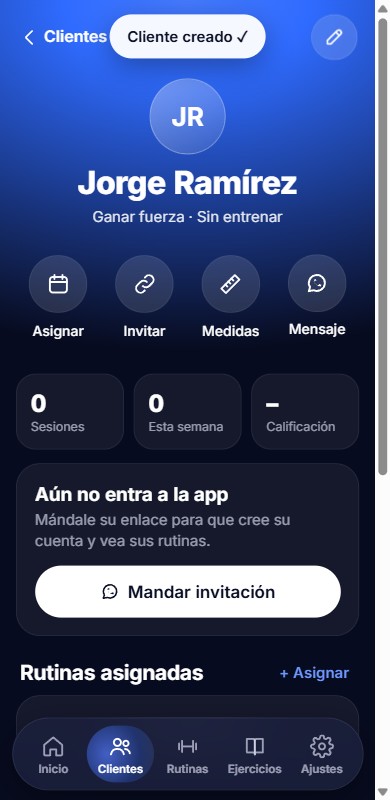 Clientes
Cliente creado ✓
JR
Jorge Ramírez
Ganar fuerza · Sin entrenar
Asignar
Invitar
Medidas
Mensaje
0
Sesiones
0
Esta semana
–
Calificación
Aún no entra a la app
Mándale su enlace para que cree su
cuenta y vea sus rutinas.
Mandar invitación
Rutinas asignadas
+ Asignar
Inicio
Clientes
Rutinas
Ejercicios
Ajustes